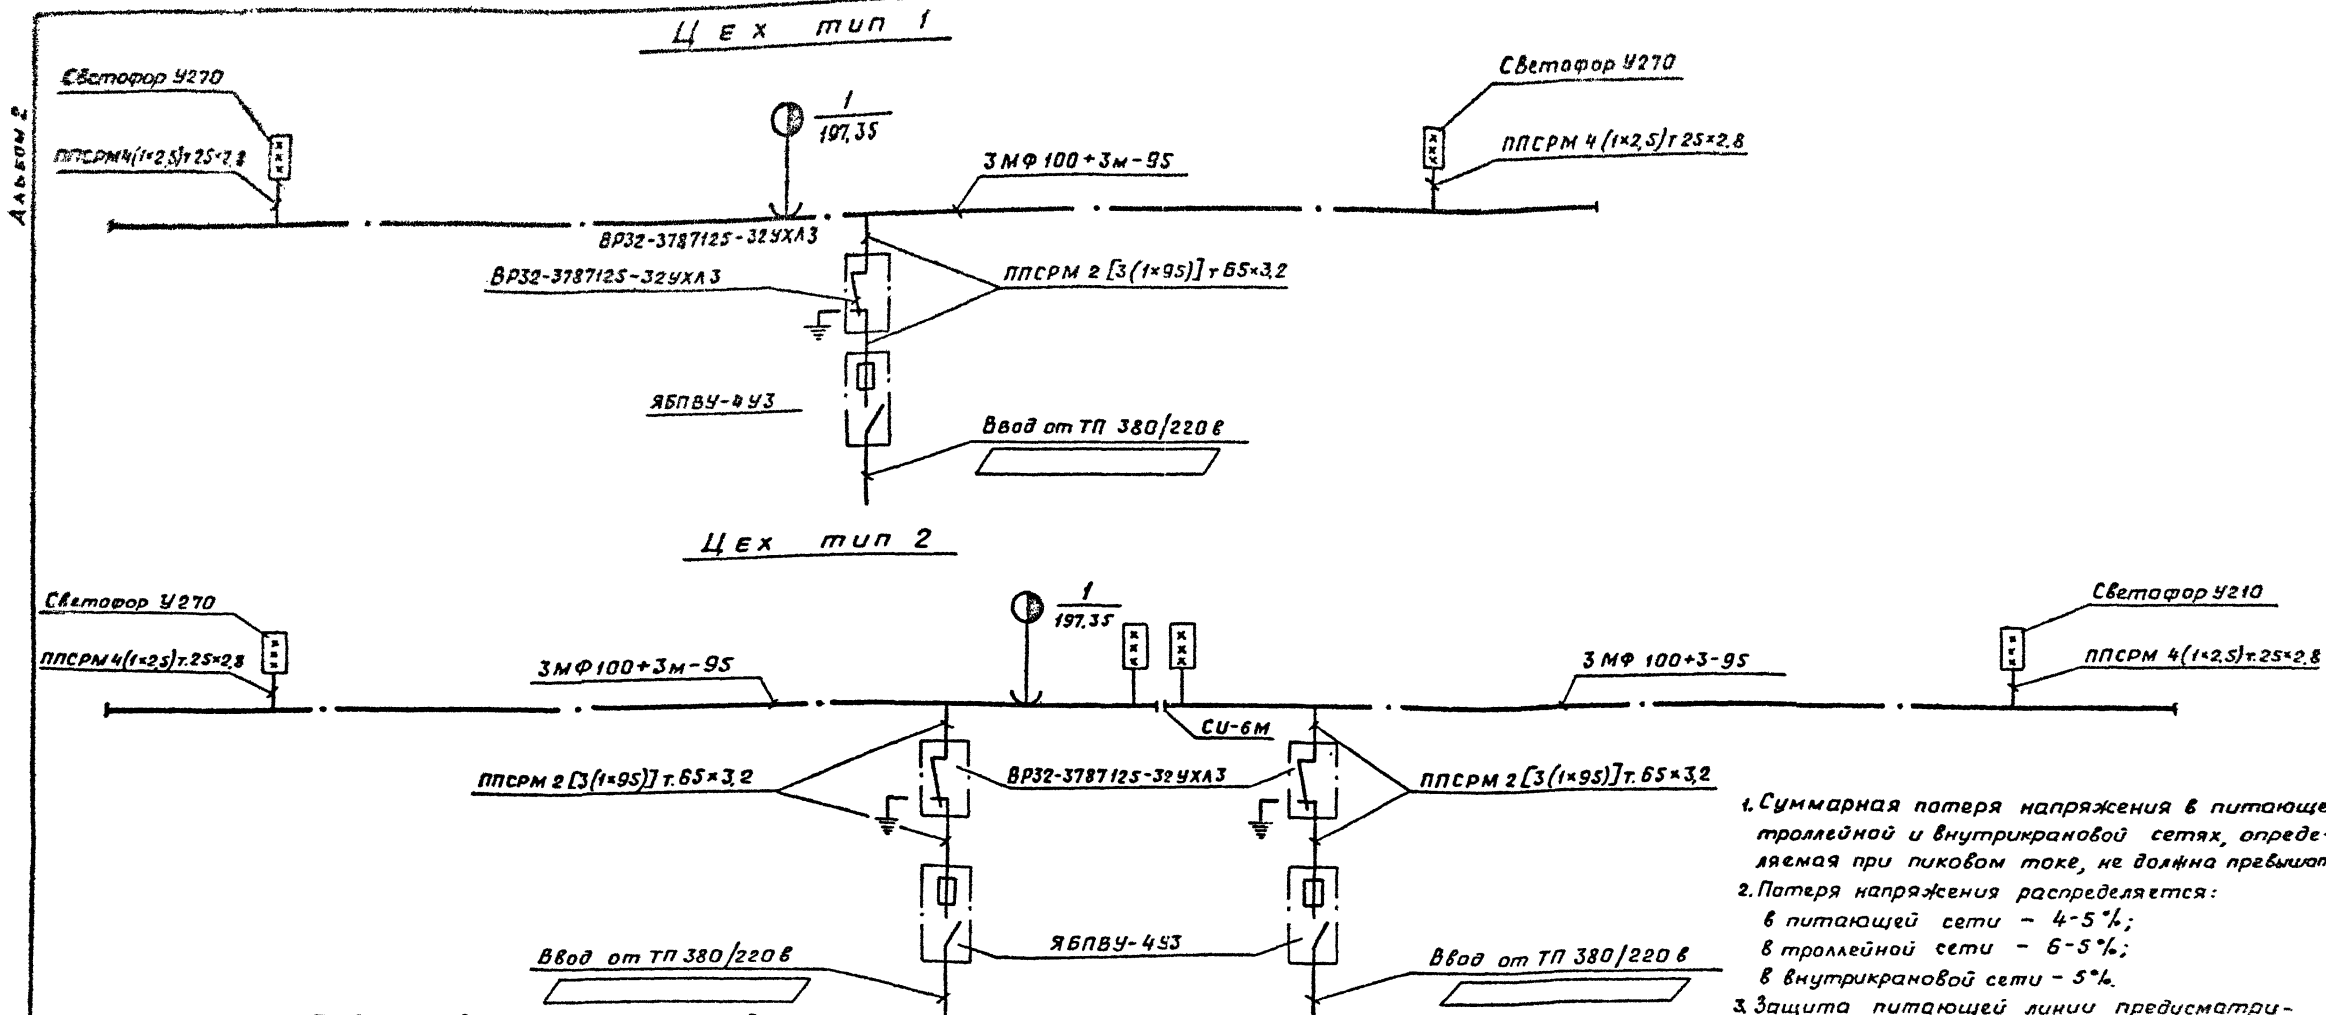 Альбом 2
Цех тип 1
Светофор У270
ППСРМ 4(1×2,5)т25×2,8
1
197,35
3МФ100+3м-95
Светофор У270
ППСРМ 4(1×2,5)т25×2,8
ВР32-3787125-32УХЛ3
ВР32-3787125-32УХЛ3
ППСРМ 2[3(1×95)]т65×3,2
ЯБПВУ-4У3
Ввод от ТП 380/220в
Цех тип 2
Светофор У270
ППСРМ 4(1×2,5)т.25×2,8
3МФ100+3м-95
1
197,35
3МФ 100+3-95
Светофор У210
ППСРМ 4(1×2,5)т.25×2,8
СИ-6м
ППСРМ 2[3(1×95)]т.65×3,2
ВР32-3787125-32УХЛ3
ППСРМ 2[3(1×95)]т.65×3,2
ЯБПВУ-4У3
Ввод от ТП 380/220в
Ввод от ТП 380/220в
1. Суммарная потеря напряжения в питающе
троллейной и внутрикрановой сетях, опреде-
ляемая при пиковом токе, не должна превышат
2. Потеря напряжения распределяется:
в питающей сети - 4-5%;
в троллейной сети - 6-5%;
в внутрикрановой сети - 5%.
3. Защита питающей линии предусматри-